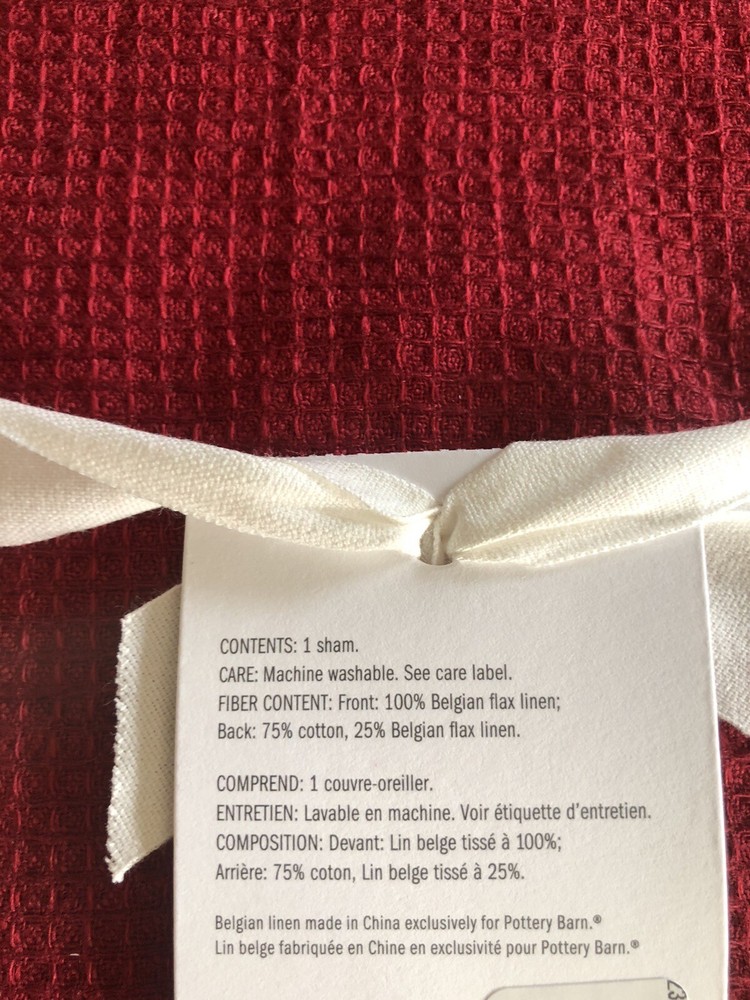 CONTENTS: 1 sham.
CARE: Machine washable. See care label.
FIBER CONTENT: Front: 100% Belgian flax linen;
Back: 75% cotton, 25% Belgian flax linen.
COMPREND: 1 couvre-oreiller.
ENTRETIEN: Lavable en machine. Voir étiquette d'entretien.
COMPOSITION: Devant: Lin belge tissé à 100%;
Arrière: 75% coton, Lin belge tissé à 25%.
Belgian linen made in China exclusively for Pottery Barn.®
Lin belge fabriquée en Chine en exclusivité pour Pottery Barn.®